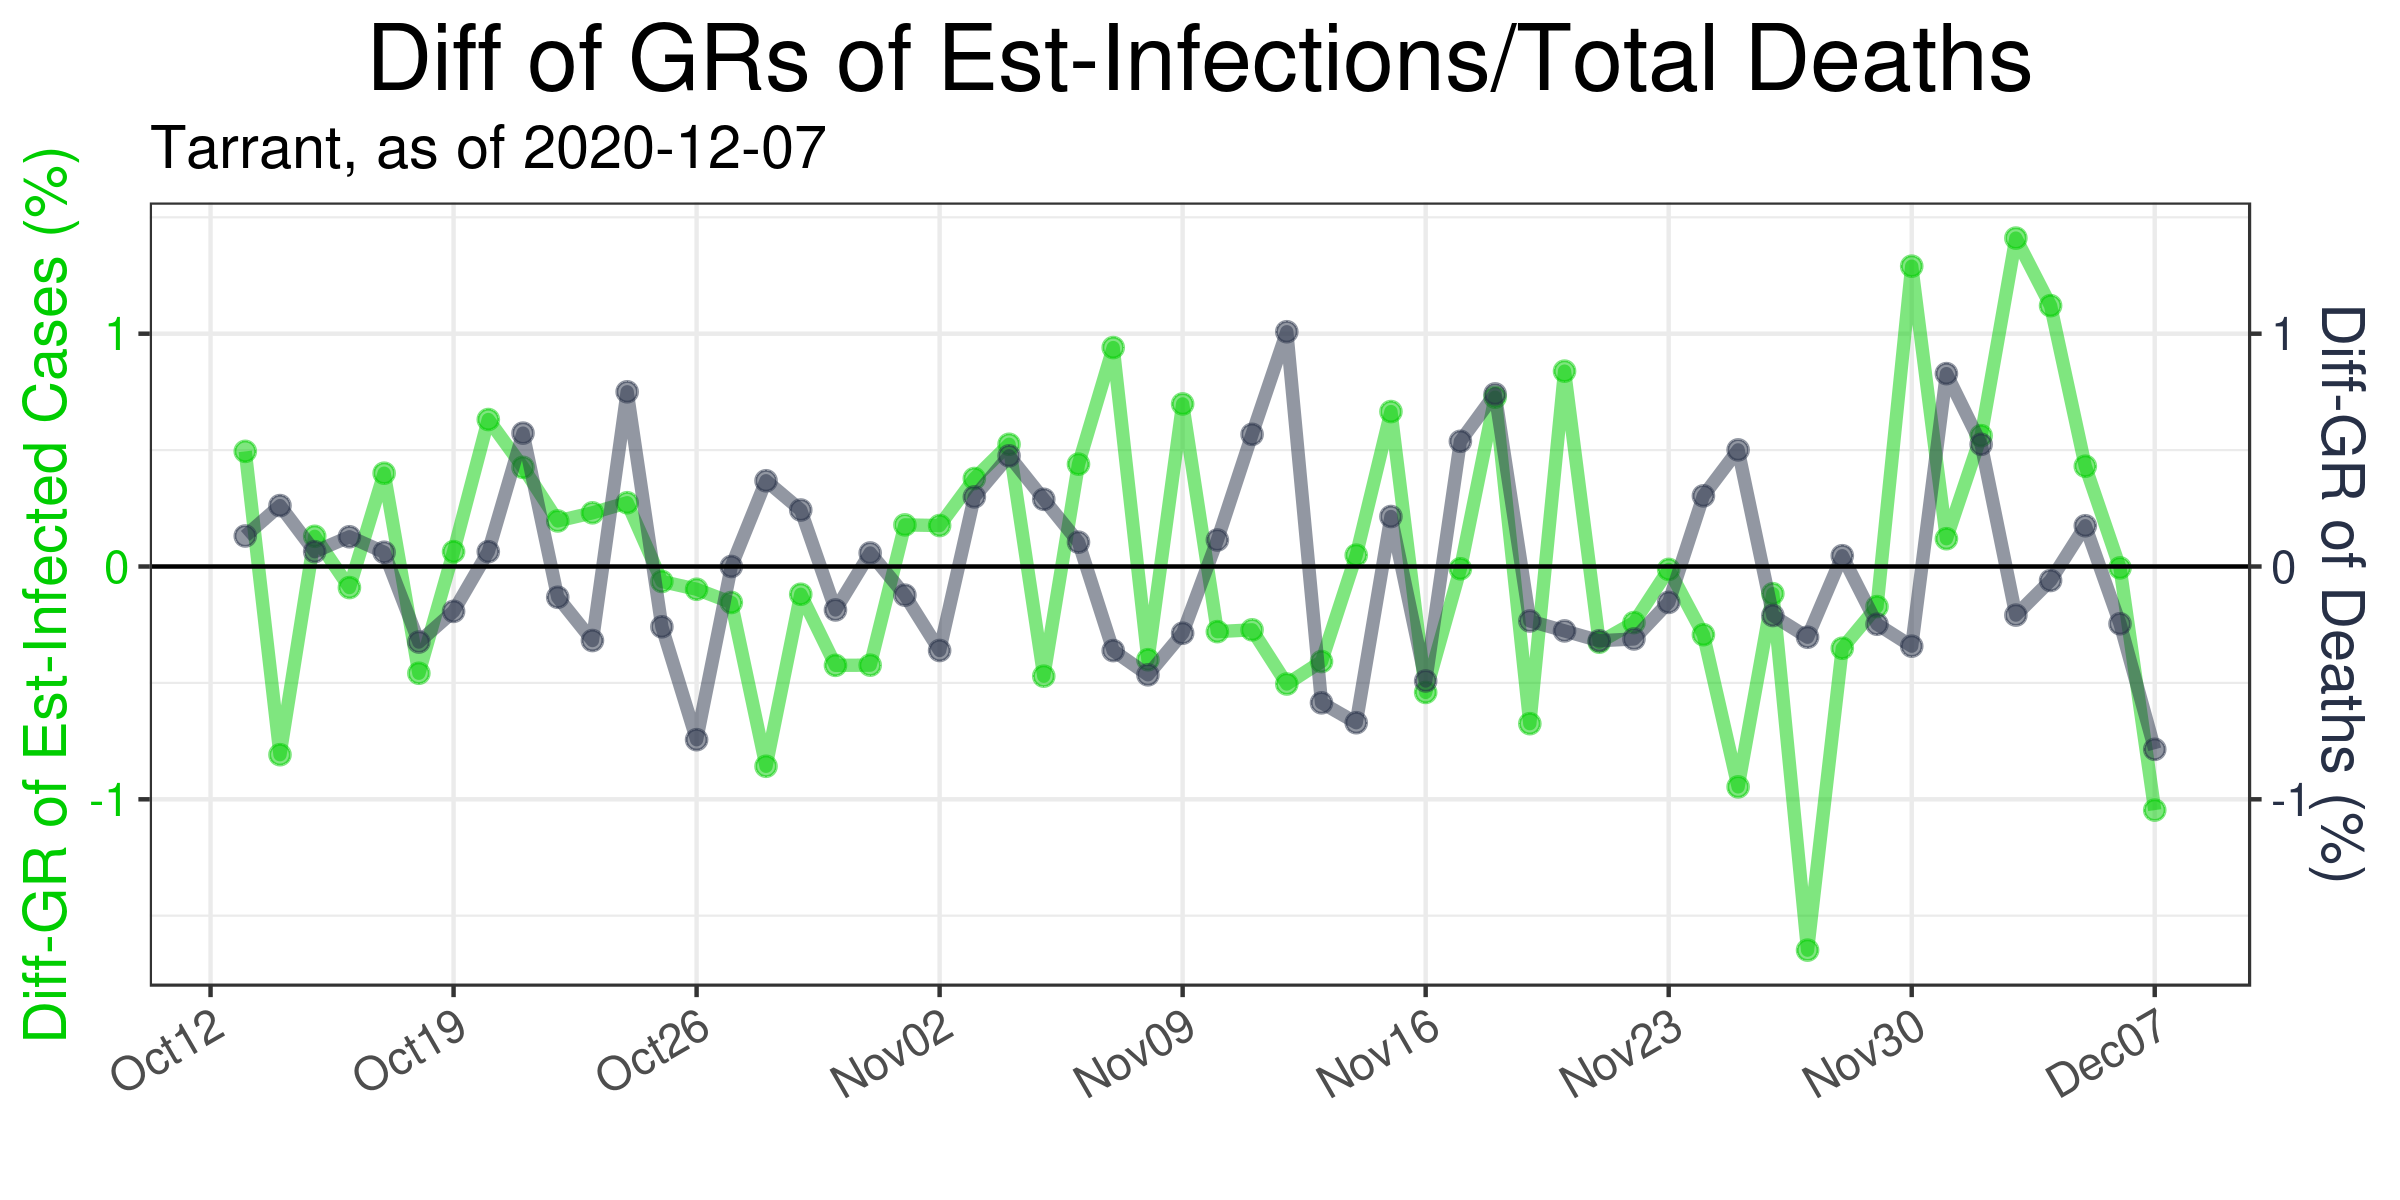 Diff of GRs of Est-Infections/Total Deaths
Tarrant, as of 2020-12-07
Diff-GR of Est-Infected Cases (%)
1
0
-1
1
0
-1
Diff-GR of Deaths (%)
Oct12
Oct19
Oct26
Nov02
Nov09
Nov16
Nov23
Nov30
Dec07